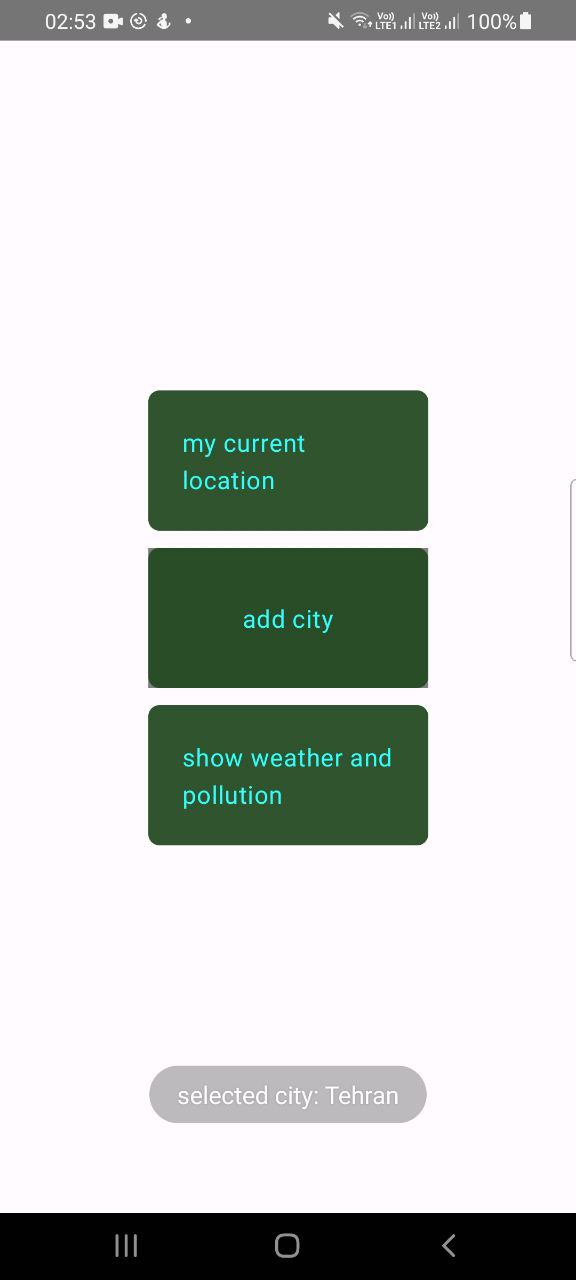 02:53 Vo)) LTE1 Vo)) LTE2 100%
my current
location
add city
show weather and
pollution
selected city: Tehran